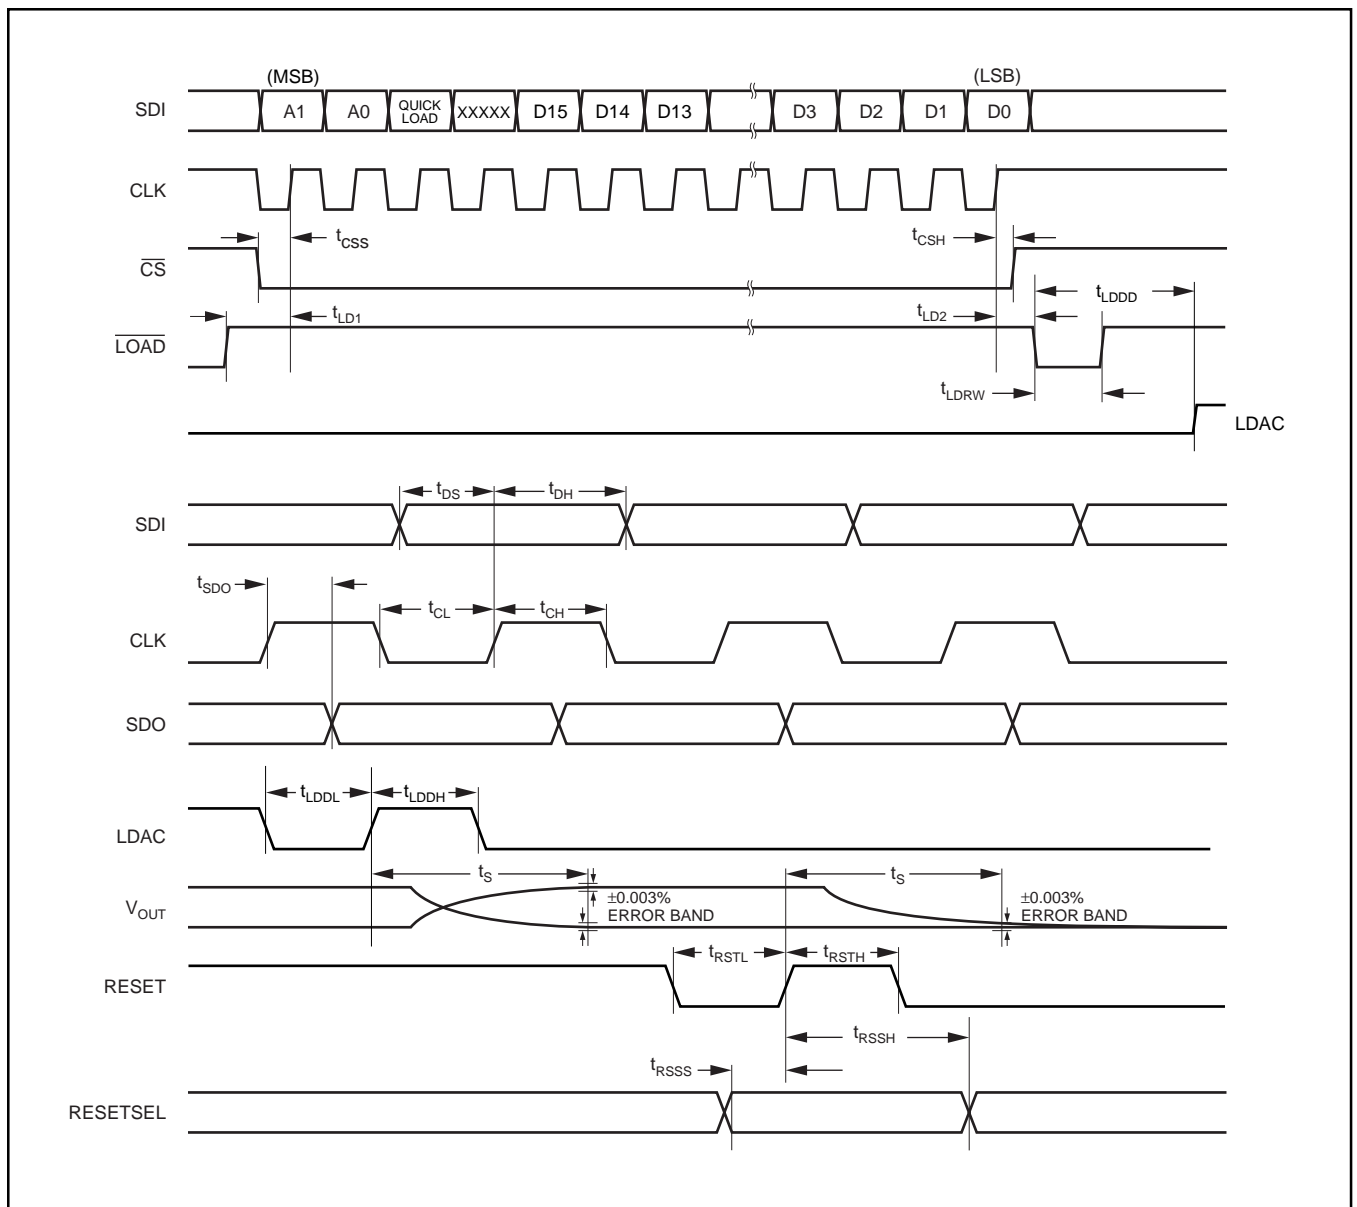 (MSB) (LSB)
SDI A1 A0 QUICK LOAD XXXXX D15 D14 D13 D3 D2 D1 D0
CLK
tCSS tCSH
CS
tLDDD
tLD1 tLD2
LOAD
tLDRW
LDAC
tDS tDH
SDI
tSDO
tCL tCH
CLK
SDO
tLDDL tLDDH
LDAC
tS tS
VOUT
±0.003% ERROR BAND ±0.003% ERROR BAND
tRSTL tRSTH
RESET
tRSSH
tRSSS
RESETSEL